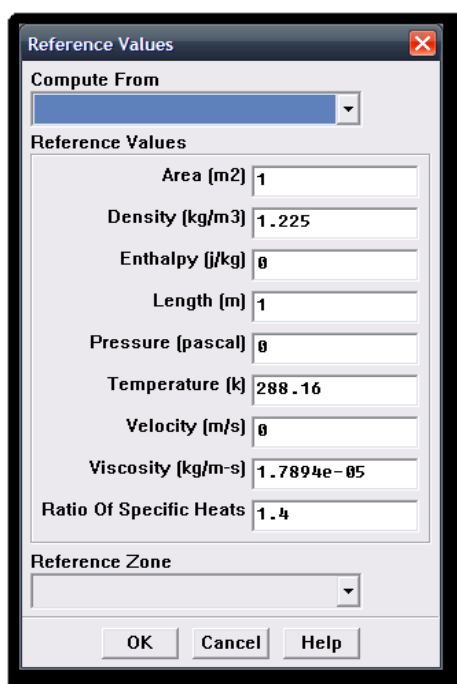 Reference Values
Compute From
Reference Values
Area (m2) 1
Density (kg/m3) 1.225
Enthalpy (j/kg) 0
Length (m) 1
Pressure (pascal) 0
Temperature (k) 288.16
Velocity (m/s) 0
Viscosity (kg/m-s) 1.7894e-05
Ratio Of Specific Heats 1.4
Reference Zone
OK Cancel Help